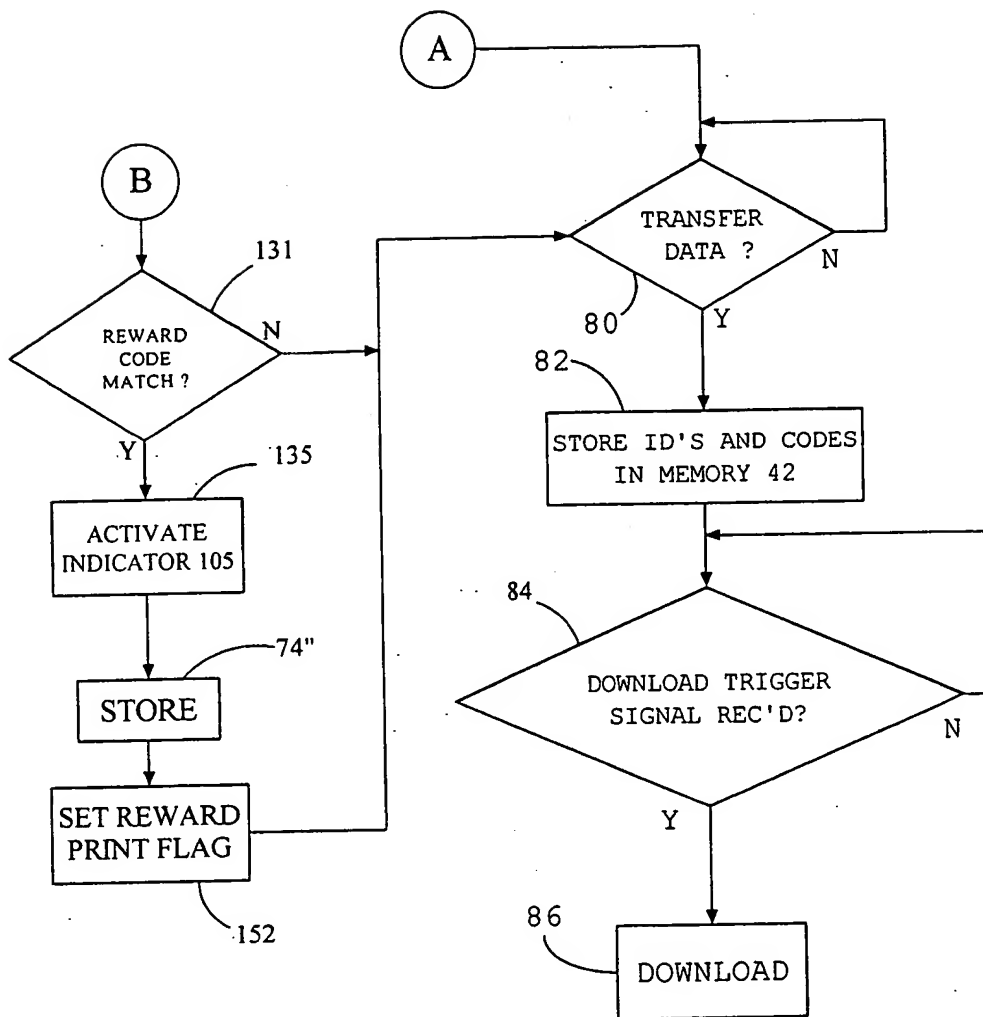 A
B
131
REWARD
CODE
MATCH ?
N
Y
135
ACTIVATE
INDICATOR 105
74"
STORE
SET REWARD
PRINT FLAG
152
TRANSFER
DATA ?
N
80
Y
82
STORE ID'S AND CODES
IN MEMORY 42
84
DOWNLOAD TRIGGER
SIGNAL REC'D?
N
Y
86
DOWNLOAD